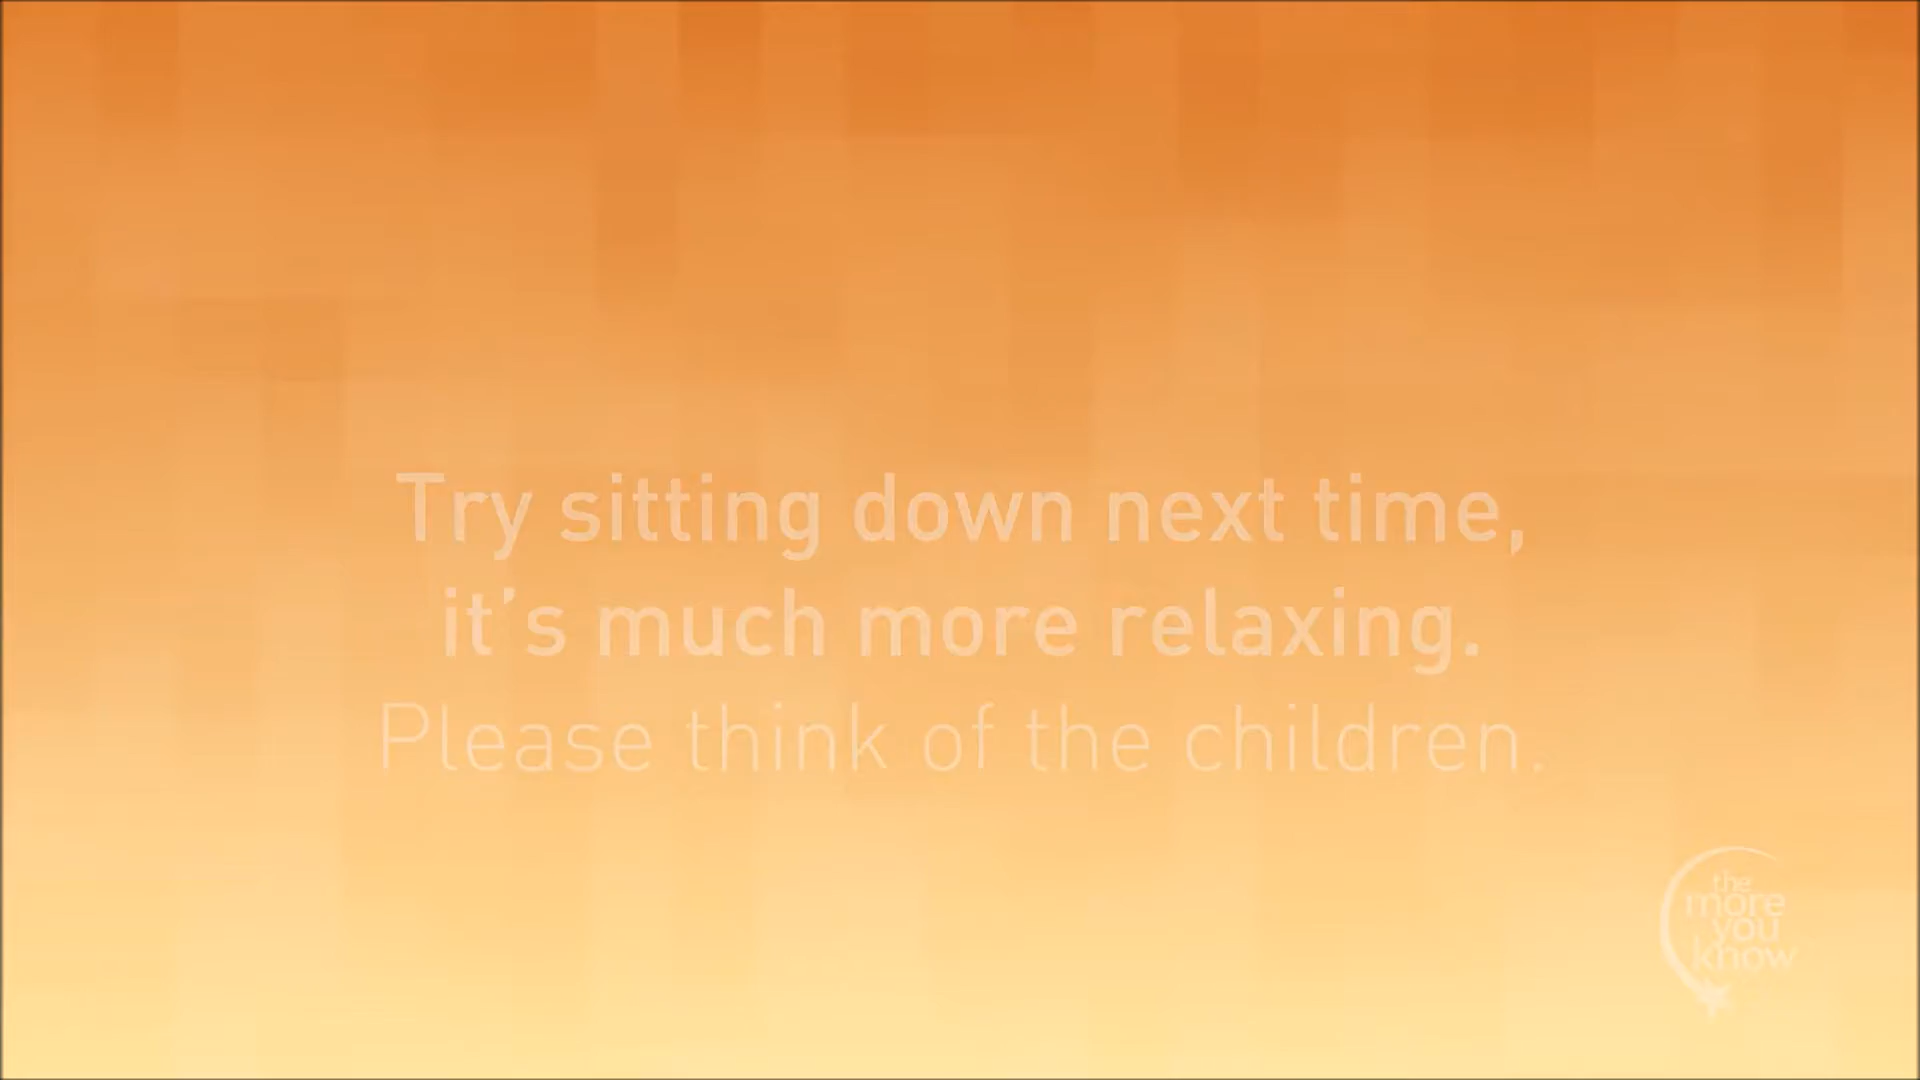 Try sitting down next time,
it’s much more relaxing.
Please think of the children.
the
more
you
know